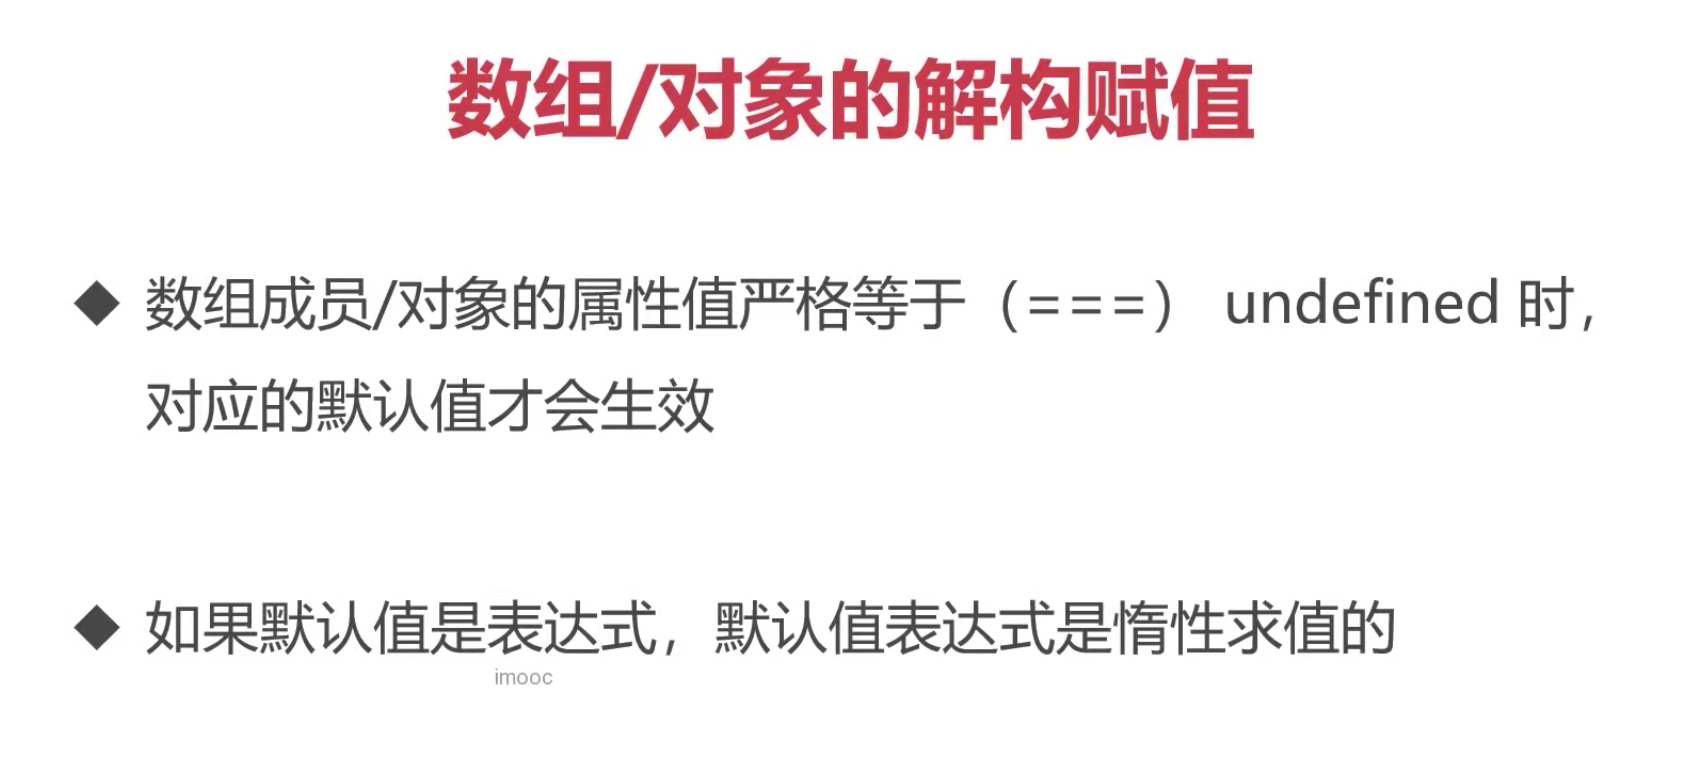 数组/对象的解构赋值
◆ 数组成员/对象的属性值严格等于（===） undefined 时，
对应的默认值才会生效
◆ 如果默认值是表达式，默认值表达式是惰性求值的
imooc